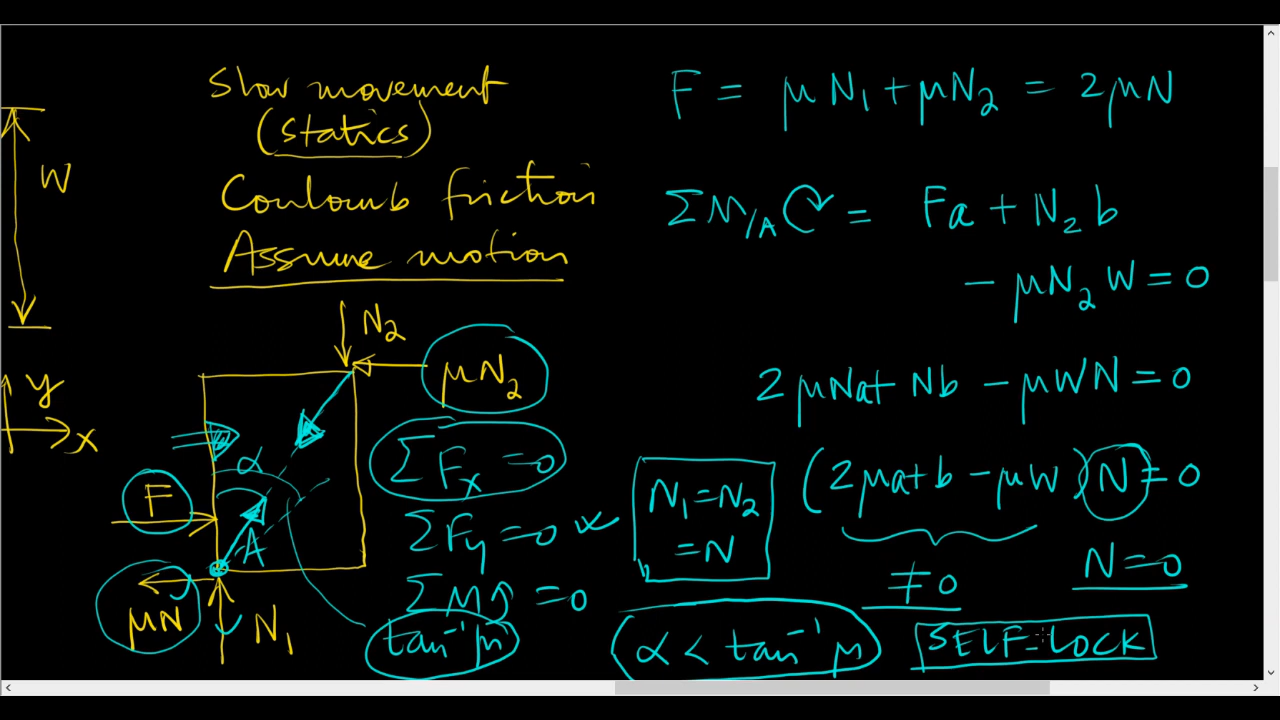 Slow movement
(statics)
Coulomb friction
Assume motion
W
y
x
N₂
μN₂
α
F
A
μN
N₁
ΣFₓ = 0
ΣFy = 0
ΣM = 0
tan⁻¹ μ
F = μN₁ + μN₂ = 2μN
ΣM/A ↻ = Fa + N₂b
− μN₂W = 0
2μNa + Nb − μWN = 0
(2μa + b − μW) N = 0
N₁ = N₂
= N
≠ 0
N = 0
α < tan⁻¹ μ
SELF-LOCK